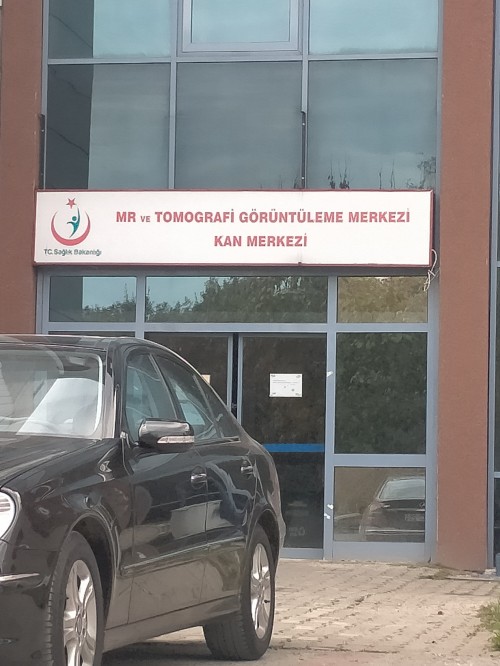 MR VE TOMOGRAFİ GÖRÜNTÜLEME MERKEZİ
KAN MERKEZİ
T.C. Sağlık Bakanlığı